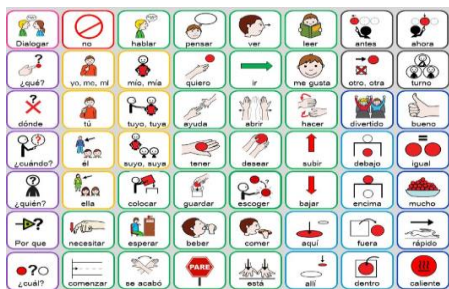 Dialogar no hablar pensar ver leer antes ahora
¿qué? yo, me, mí mío, mía quiero ir me gusta otro, otra turno
dónde tú tuyo, tuya ayuda abrir hacer divertido bueno
¿cuándo? él suyo, suya tener desear subir debajo igual
¿quién? ella colocar guardar escoger bajar encima mucho
Por que necesitar esperar beber comer aquí fuera rápido
PARE
¿cuál? comenzar se acabó está allí dentro caliente